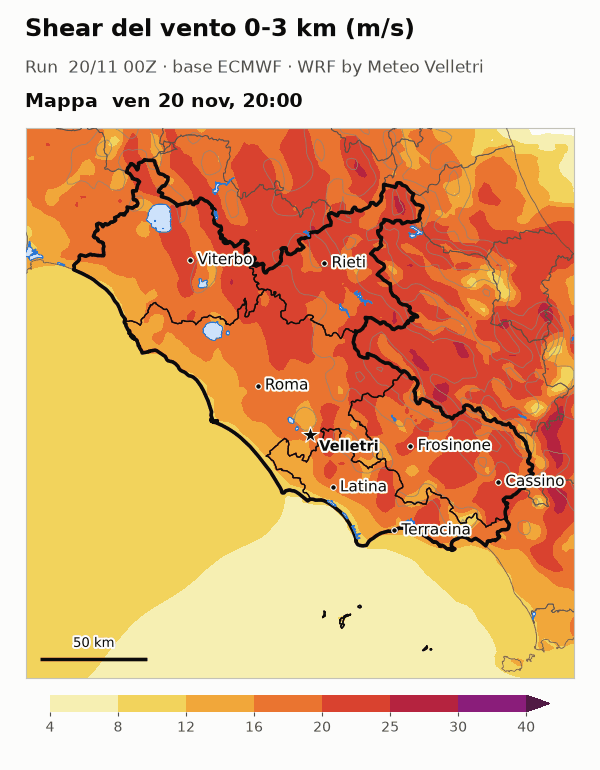 Shear del vento 0-3 km (m/s)
Run  20/11 00Z · base ECMWF · WRF by Meteo Velletri
Mappa  ven 20 nov, 20:00
Viterbo
Rieti
Roma
Velletri
Frosinone
Latina
Cassino
Terracina
50 km
4 8 12 16 20 25 30 40